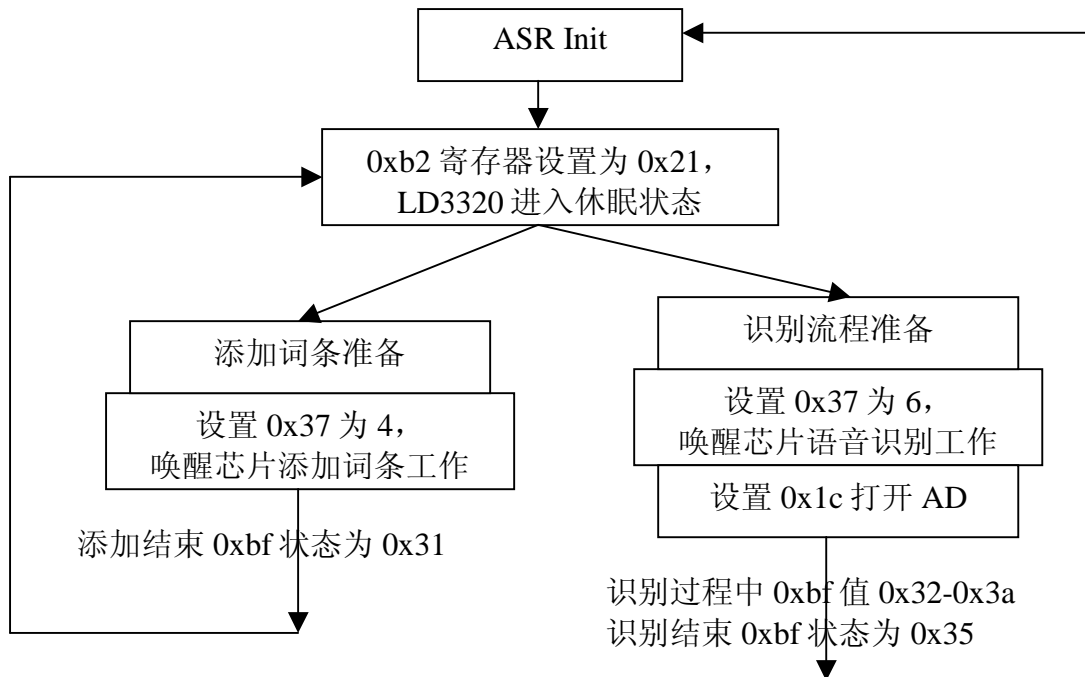 ASR Init
0xb2 寄存器设置为 0x21，
LD3320 进入休眠状态
添加词条准备
设置 0x37 为 4，
唤醒芯片添加词条工作
添加结束 0xbf 状态为 0x31
识别流程准备
设置 0x37 为 6，
唤醒芯片语音识别工作
设置 0x1c 打开 AD
识别过程中 0xbf 值 0x32-0x3a
识别结束 0xbf 状态为 0x35